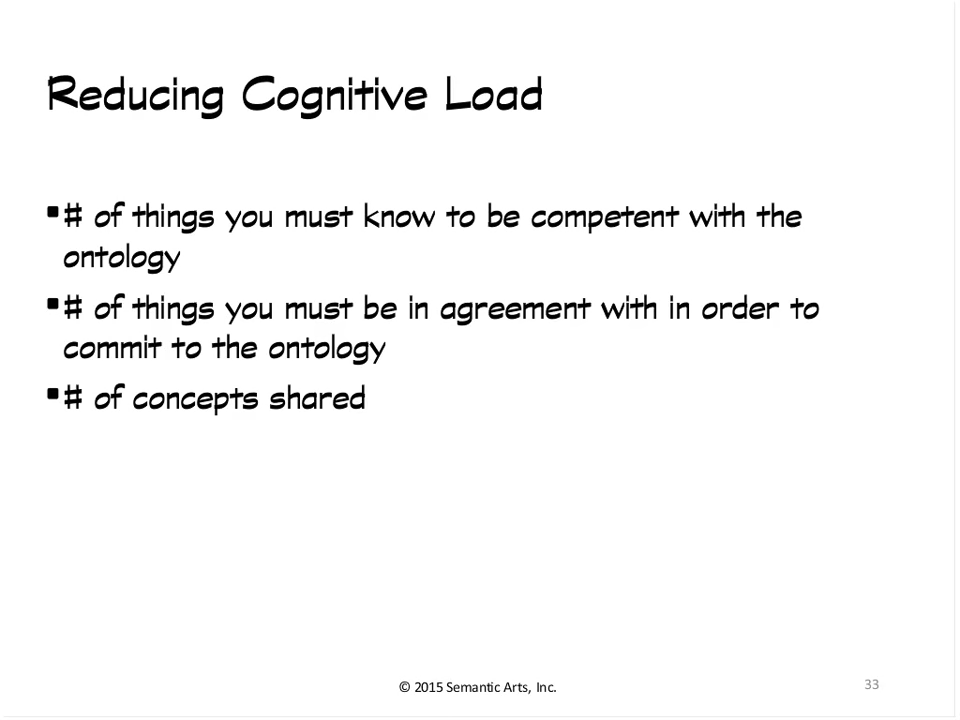 Reducing Cognitive Load
▪# of things you must know to be competent with the
ontology
▪# of things you must be in agreement with in order to
commit to the ontology
▪# of concepts shared
© 2015 Semantic Arts, Inc.
33